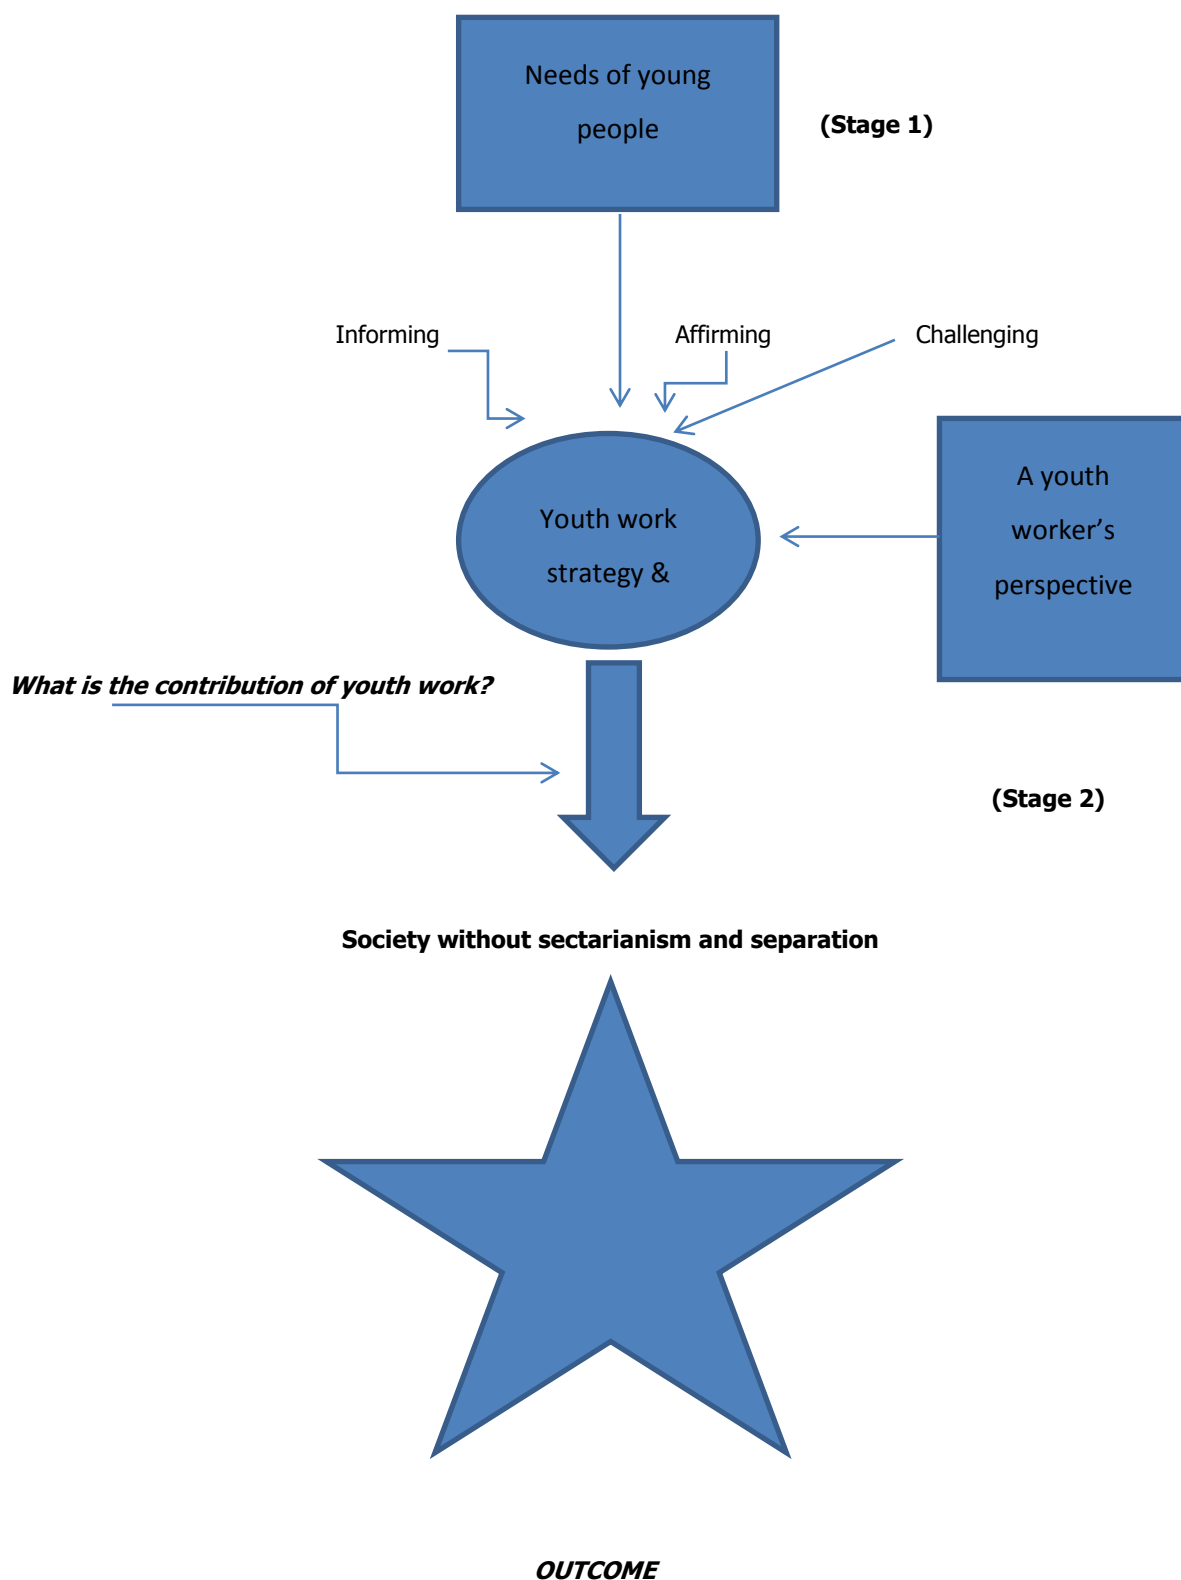 Needs of young
people
(Stage 1)
Informing
Affirming
Challenging
Youth work
strategy &
A youth
worker’s
perspective
What is the contribution of youth work?
(Stage 2)
Society without sectarianism and separation
OUTCOME